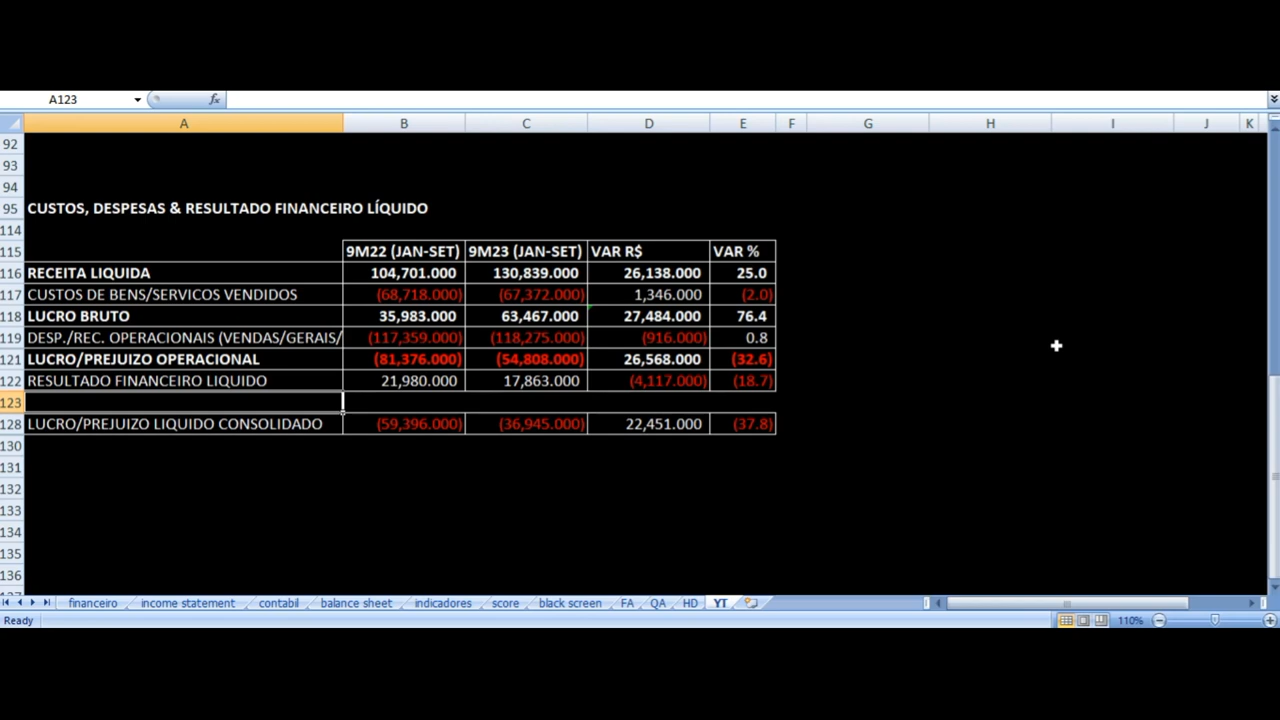 A123 fx
A B C D E F G H I J K
92
93
94
95 CUSTOS, DESPESAS & RESULTADO FINANCEIRO LÍQUIDO
114
115 9M22 (JAN-SET) 9M23 (JAN-SET) VAR R$ VAR %
116 RECEITA LIQUIDA 104,701.000 130,839.000 26,138.000 25.0
117 CUSTOS DE BENS/SERVICOS VENDIDOS (68,718.000) (67,372.000) 1,346.000 (2.0)
118 LUCRO BRUTO 35,983.000 63,467.000 27,484.000 76.4
119 DESP./REC. OPERACIONAIS (VENDAS/GERAIS/ (117,359.000) (118,275.000) (916.000) 0.8
121 LUCRO/PREJUIZO OPERACIONAL (81,376.000) (54,808.000) 26,568.000 (32.6)
122 RESULTADO FINANCEIRO LIQUIDO 21,980.000 17,863.000 (4,117.000) (18.7)
123
128 LUCRO/PREJUIZO LIQUIDO CONSOLIDADO (59,396.000) (36,945.000) 22,451.000 (37.8)
130
131
132
133
134
135
136
financeiro income statement contabil balance sheet indicadores score black screen FA QA HD YT
Ready 110%